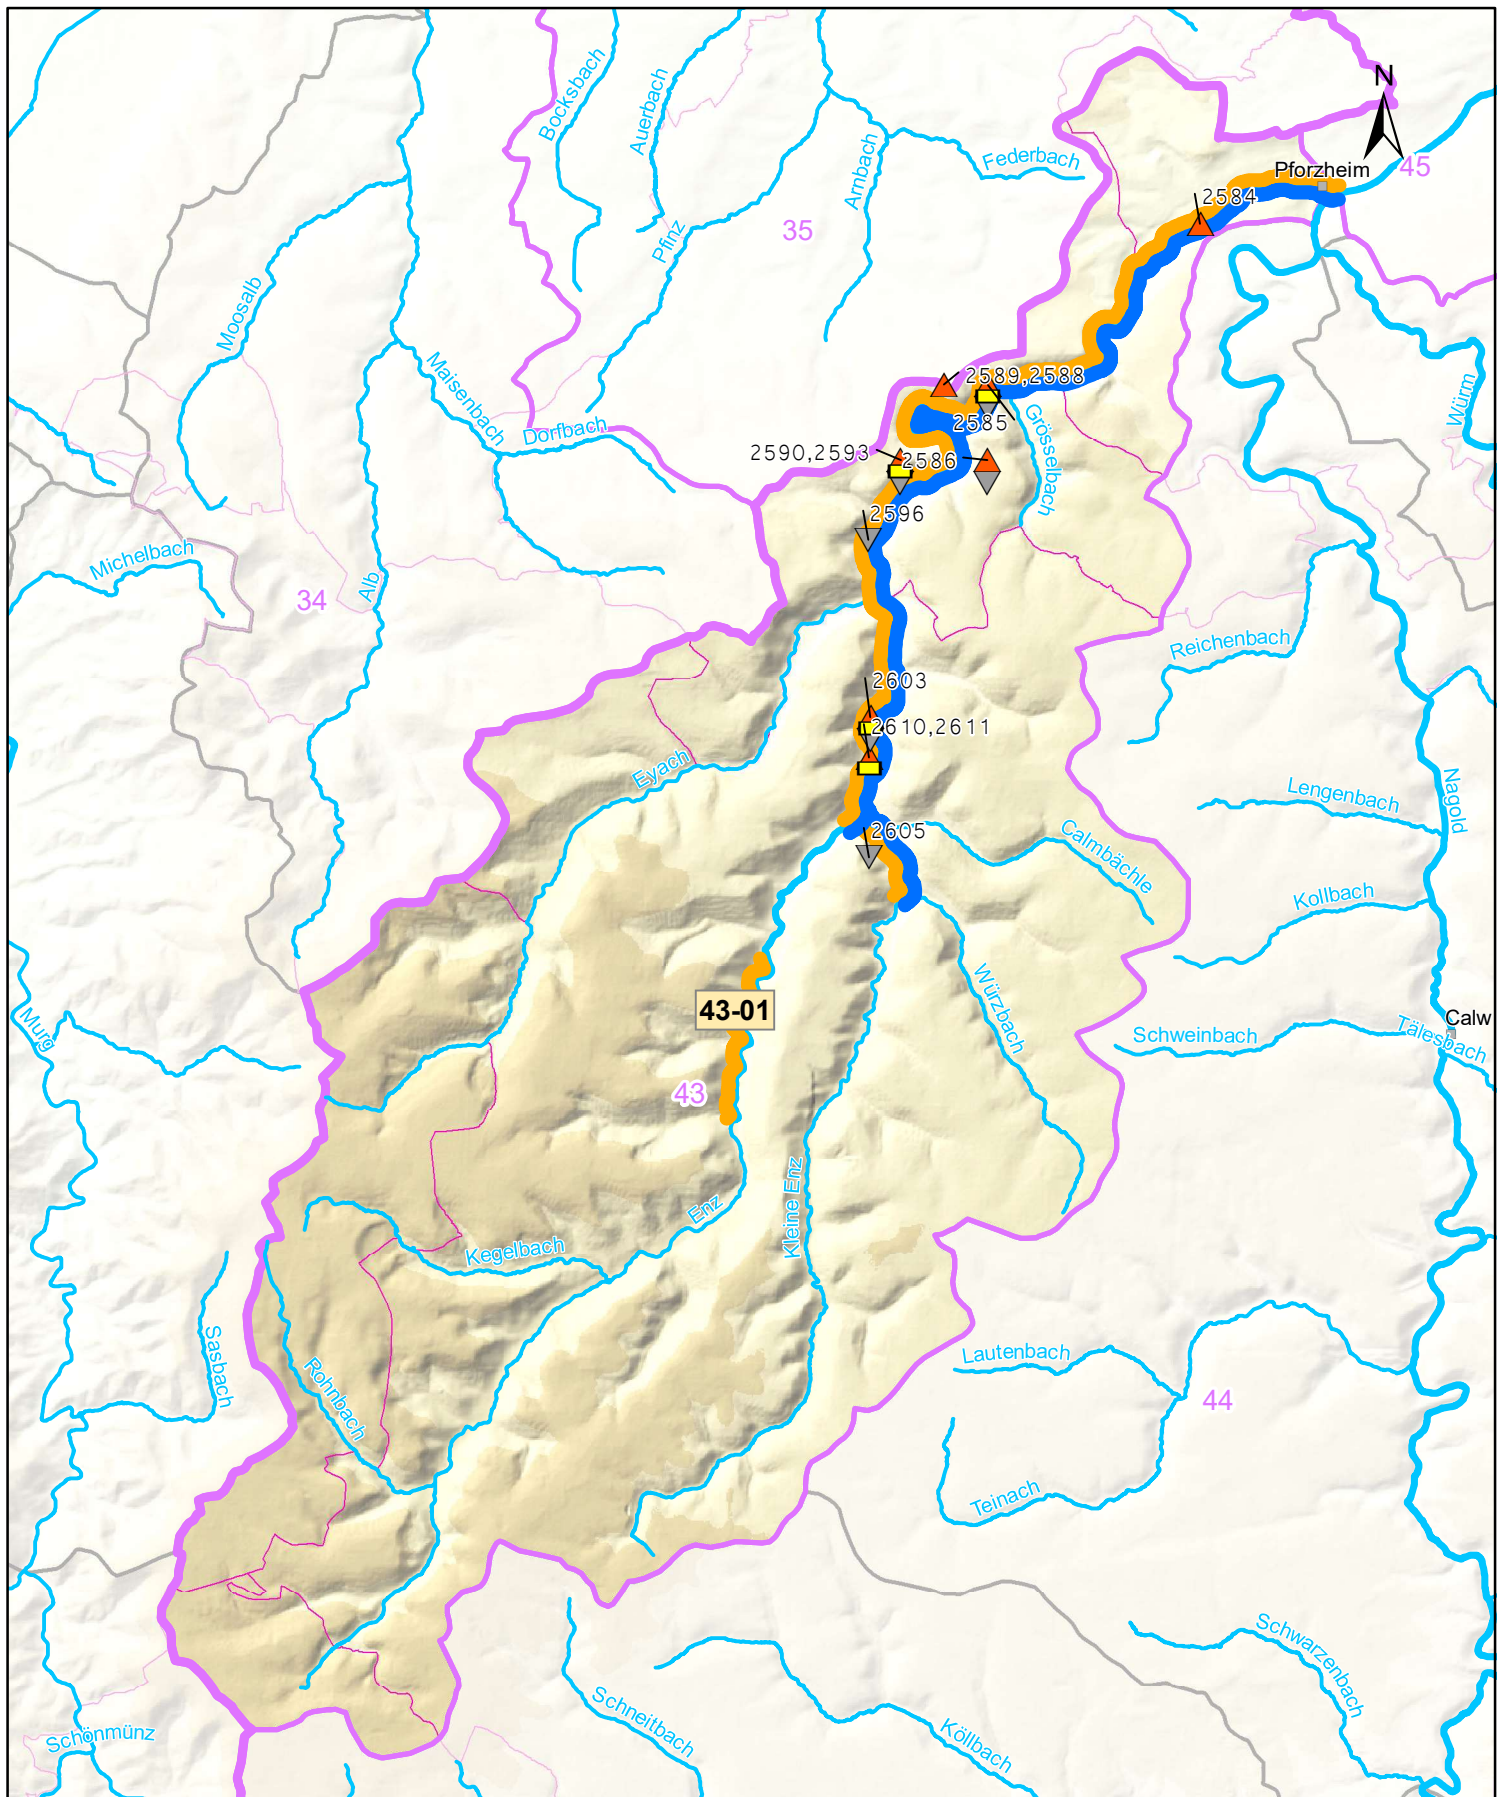 N
Bocksbach
Auerbach
Arnbach
Federbach
Pforzheim
45
2584
Pfinz
35
Moosalb
Maisenbach
Dorfbach
2589,2588
2585
Grösselbach
Würm
2590,2593
2586
2596
Michelbach
34
Alb
Reichenbach
2603
2610,2611
Eyach
Lengenbach
Nagold
2605
Calmbächle
Kollbach
Würzbach
43-01
Murg
Schweinbach
Calw
Tälesbach
43
Kleine Enz
Enz
Kegelbach
Sasbach
Rohnbach
Lautenbach
44
Teinach
Schwarzenbach
Schneitbach
Köllbach
Schönmünz